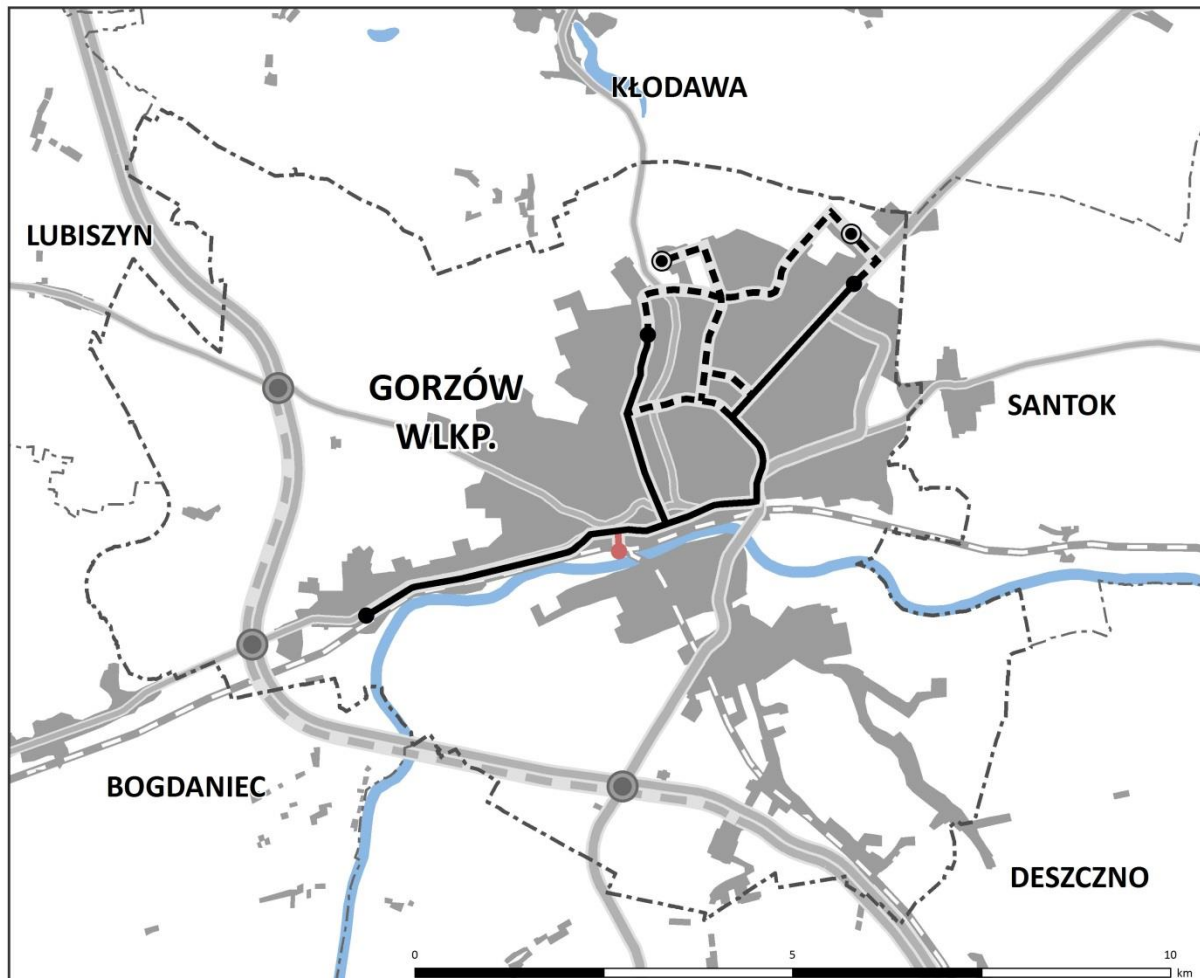 KŁODAWA
LUBISZYN
GORZÓW
WLKP.
SANTOK
BOGDANIEC
DESZCZNO
0 5 10
km